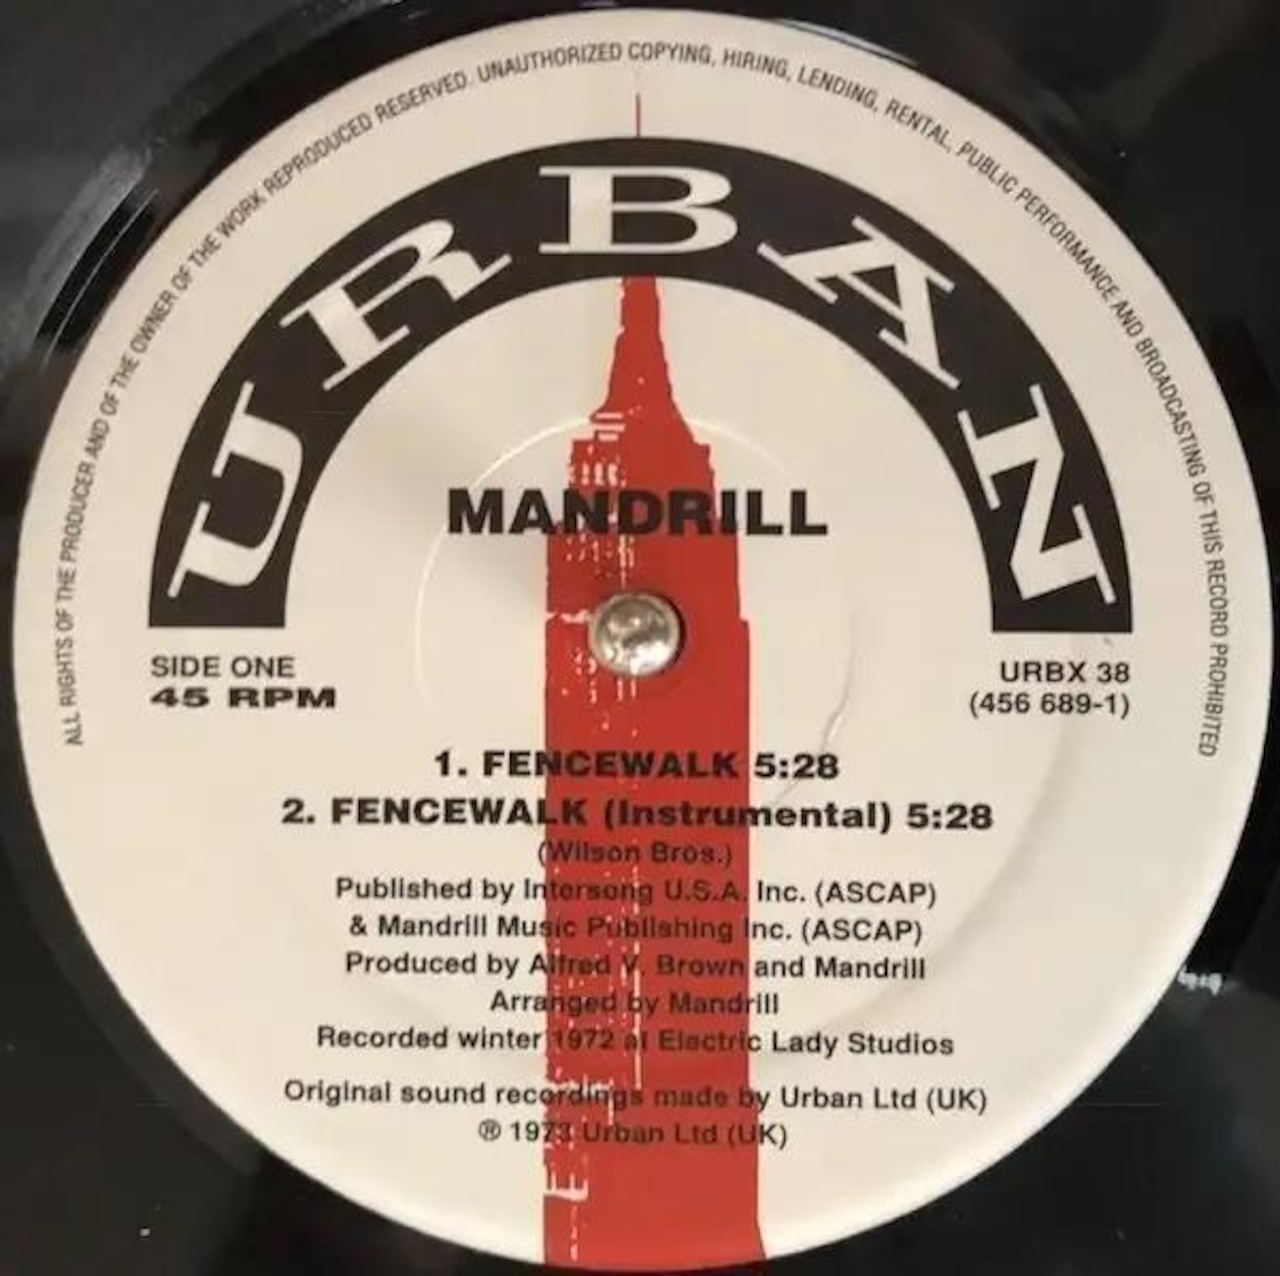 ALL RIGHTS OF THE PRODUCER AND OF THE OWNER OF THE WORK REPRODUCED RESERVED. UNAUTHORIZED COPYING, HIRING, LENDING, RENTAL, PUBLIC PERFORMANCE AND BROADCASTING OF THIS RECORD PROHIBITED
URBAN
MANDRILL
SIDE ONE
45 RPM
URBX 38
(456 689-1)
1. FENCEWALK 5:28
2. FENCEWALK (Instrumental) 5:28
(Wilson Bros.)
Published by Intersong U.S.A. Inc. (ASCAP)
& Mandrill Music Publishing Inc. (ASCAP)
Produced by Alfred V. Brown and Mandrill
Arranged by Mandrill
Recorded winter 1972 at Electric Lady Studios
Original sound recordings made by Urban Ltd (UK)
℗ 1973 Urban Ltd (UK)